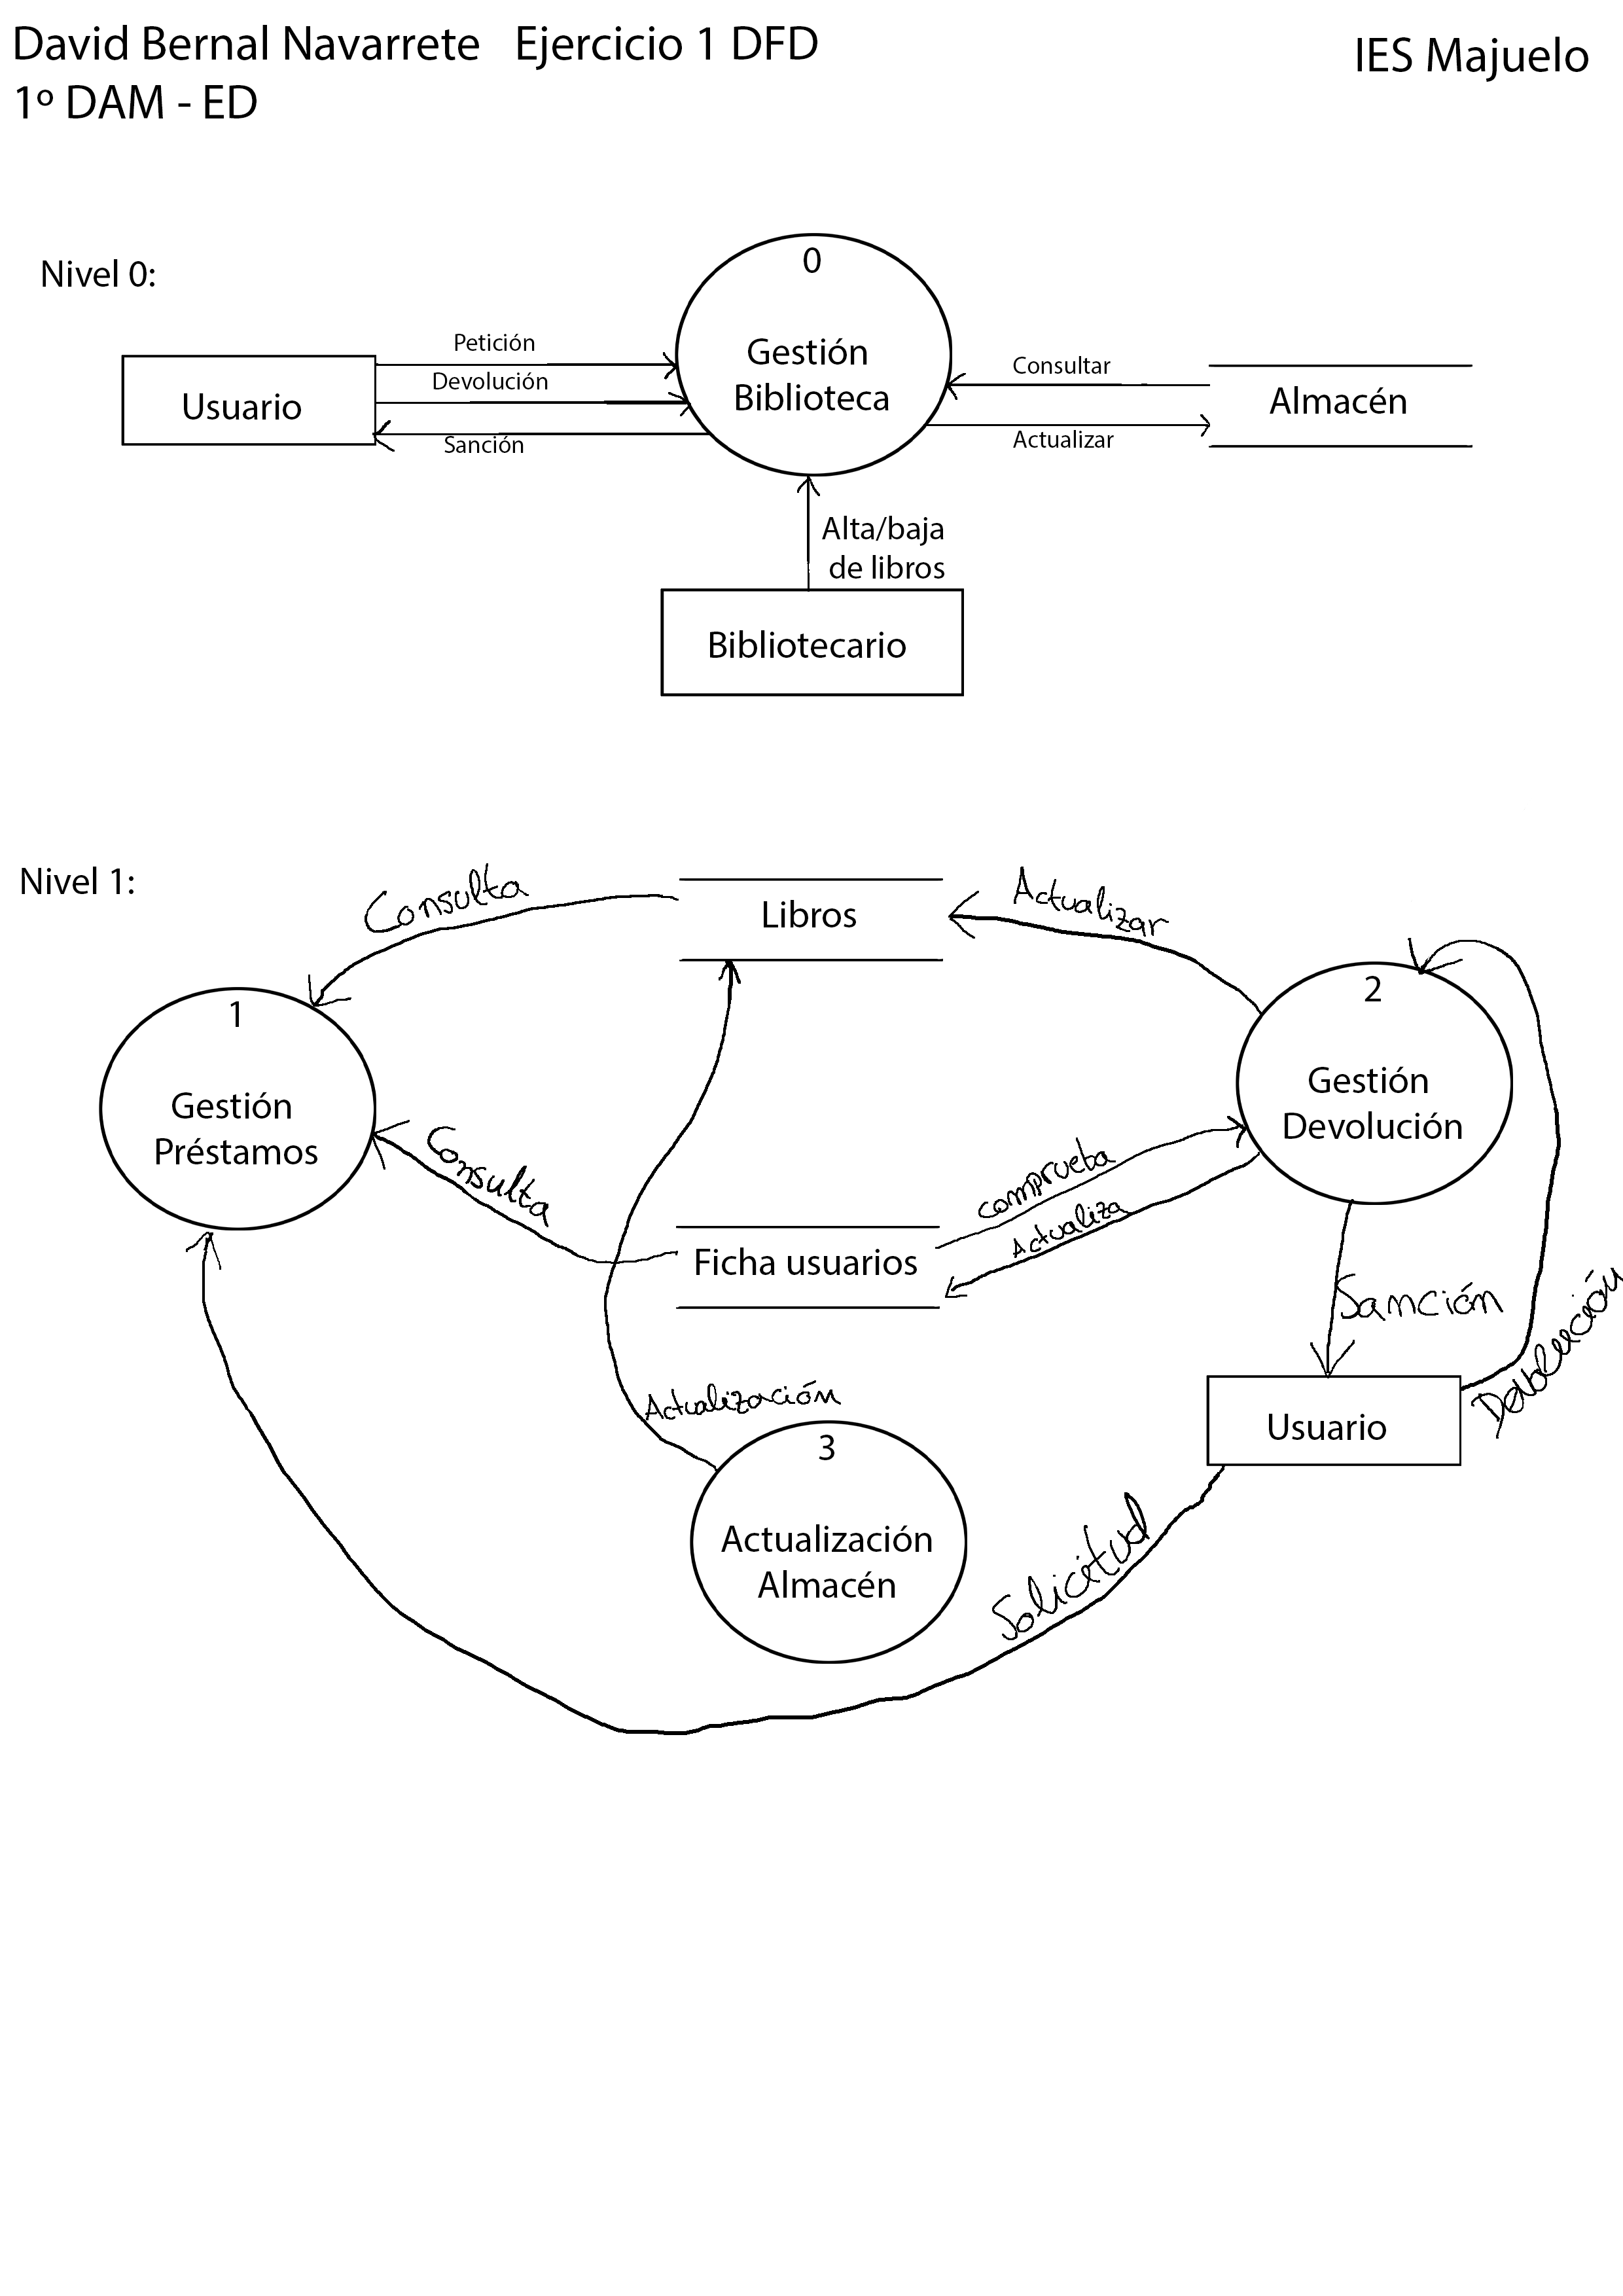 David Bernal Navarrete Ejercicio 1 DFD
IES Majuelo
1º DAM - ED
Nivel 0:
0
Gestión
Biblioteca
Petición
Devolución
Sanción
Usuario
Consultar
Actualizar
Almacén
Alta/baja
de libros
Bibliotecario
Nivel 1:
Consulta
Libros
Actualizar
1
Gestión
Préstamos
2
Gestión
Devolución
Consulta
comprueba
Actualiza
Ficha usuarios
Sanción
Devolución
Actualización
Usuario
3
Actualización
Almacén
Solicitud